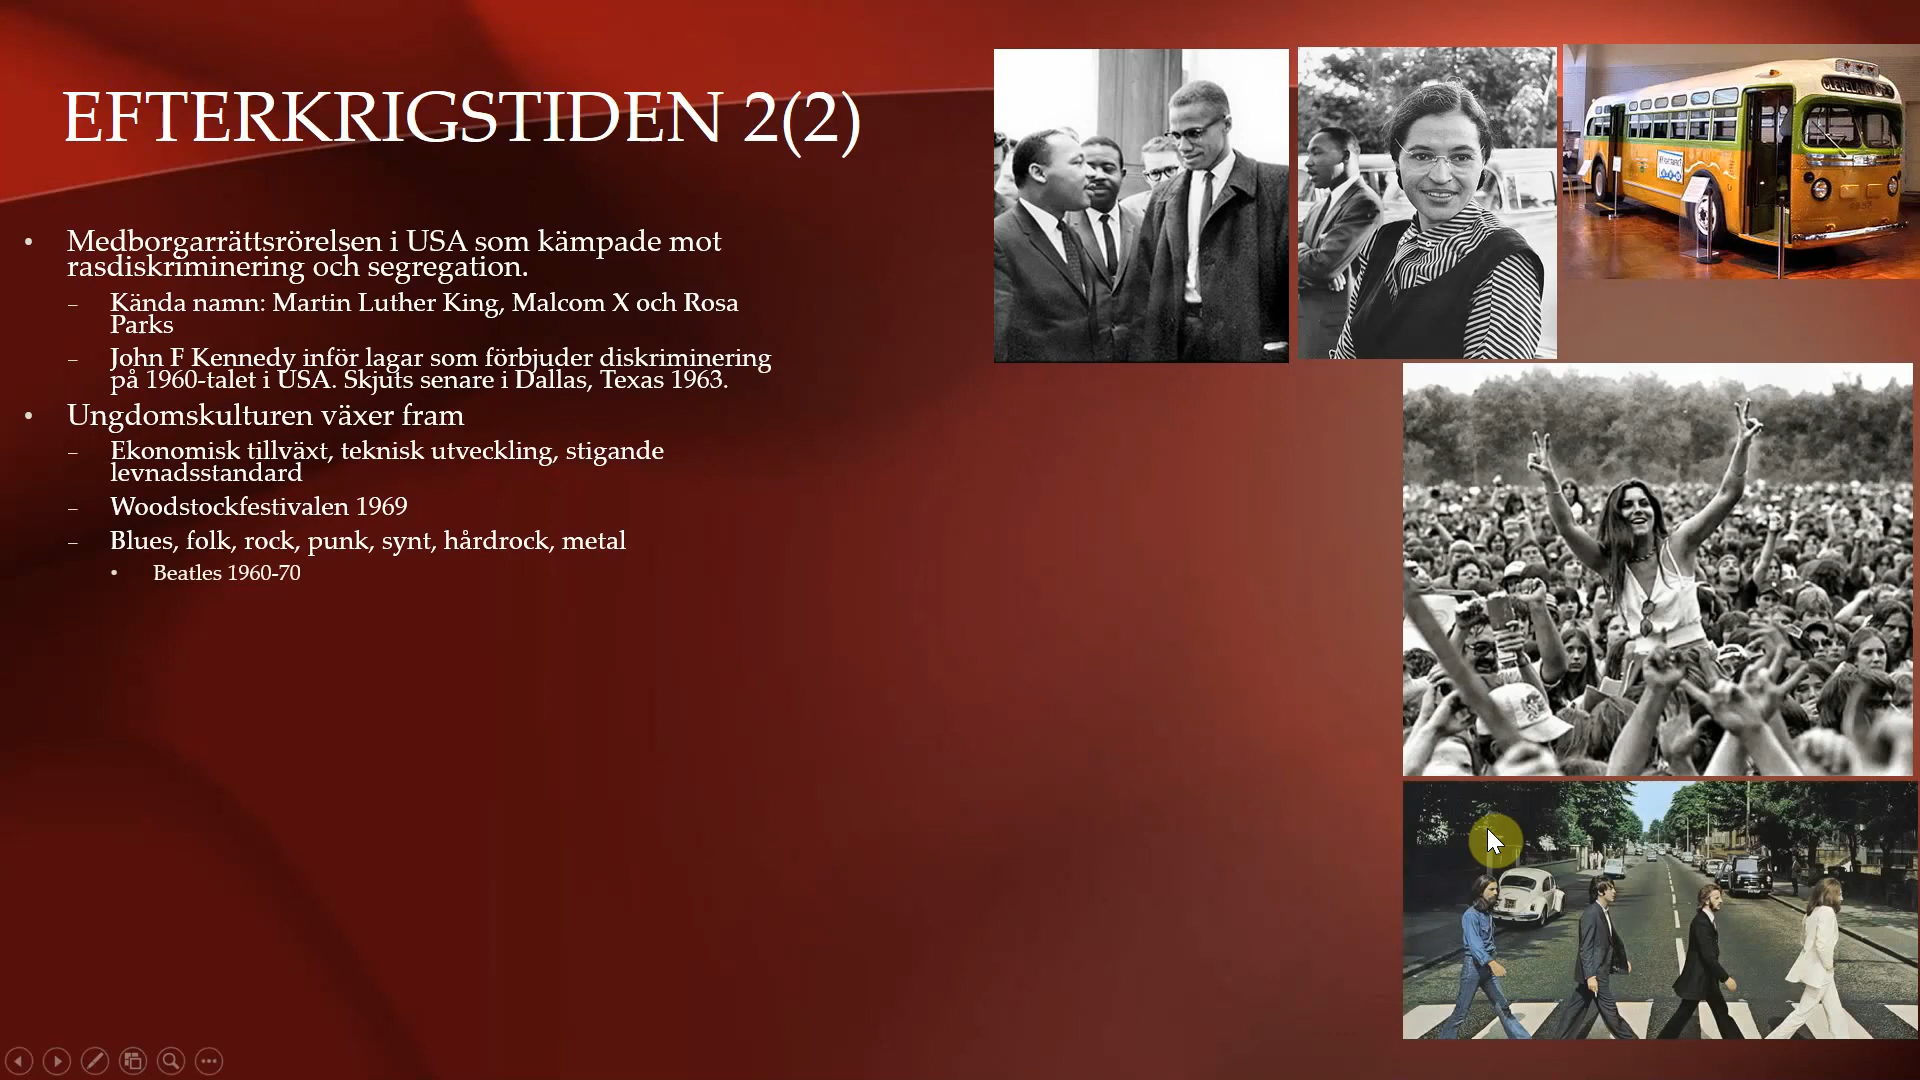 EFTERKRIGSTIDEN 2(2)
• Medborgarrättsrörelsen i USA som kämpade mot
rasdiskriminering och segregation.
– Kända namn: Martin Luther King, Malcom X och Rosa
Parks
– John F Kennedy inför lagar som förbjuder diskriminering
på 1960-talet i USA. Skjuts senare i Dallas, Texas 1963.
• Ungdomskulturen växer fram
– Ekonomisk tillväxt, teknisk utveckling, stigande
levnadsstandard
– Woodstockfestivalen 1969
– Blues, folk, rock, punk, synt, hårdrock, metal
• Beatles 1960-70
CLEVELAND